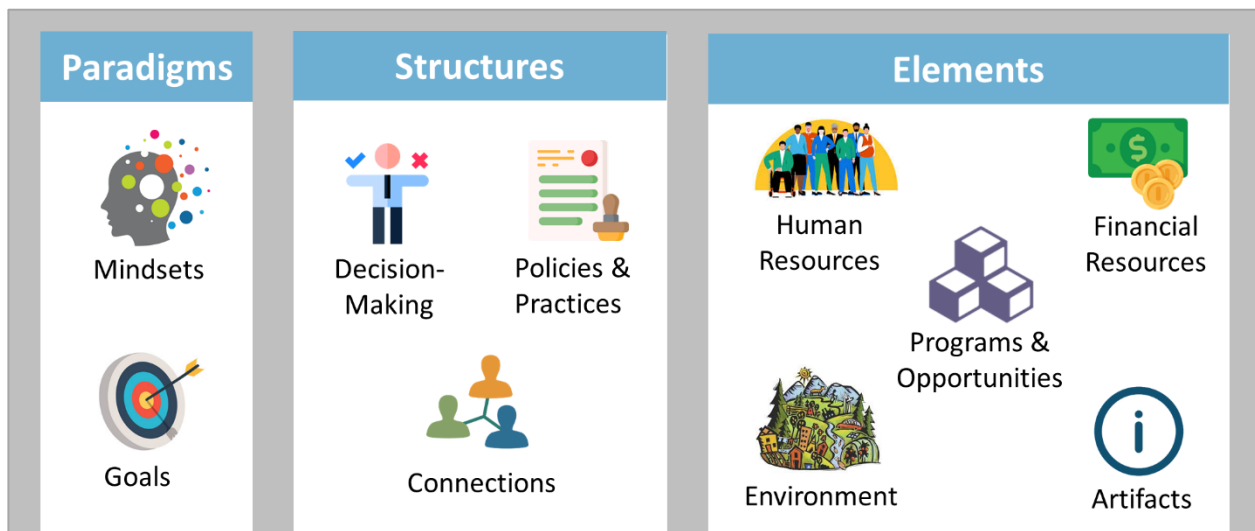 Paradigms
Mindsets
Goals
Structures
Decision-
Making
Policies &
Practices
Connections
Elements
Human
Resources
Financial
Resources
Programs &
Opportunities
Environment
Artifacts